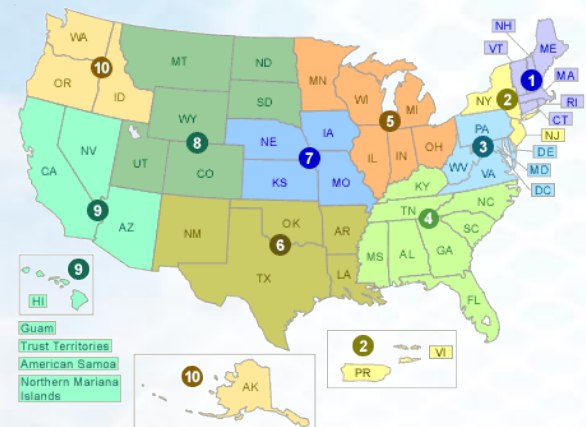 NH
VT
ME
WA
10
MT
ND
MN
1
MA
OR
ID
SD
WI
MI
NY
2
RI
CT
WY
5
NJ
8
IA
PA
3
DE
NE
7
NV
UT
CO
IL
IN
OH
WV
VA
MD
CA
KS
MO
KY
DC
9
AZ
NM
OK
AR
TN
4
NC
SC
6
TX
LA
MS
AL
GA
FL
9
HI
Guam
Trust Territories
American Samoa
Northern Mariana
Islands
10
AK
2
VI
PR